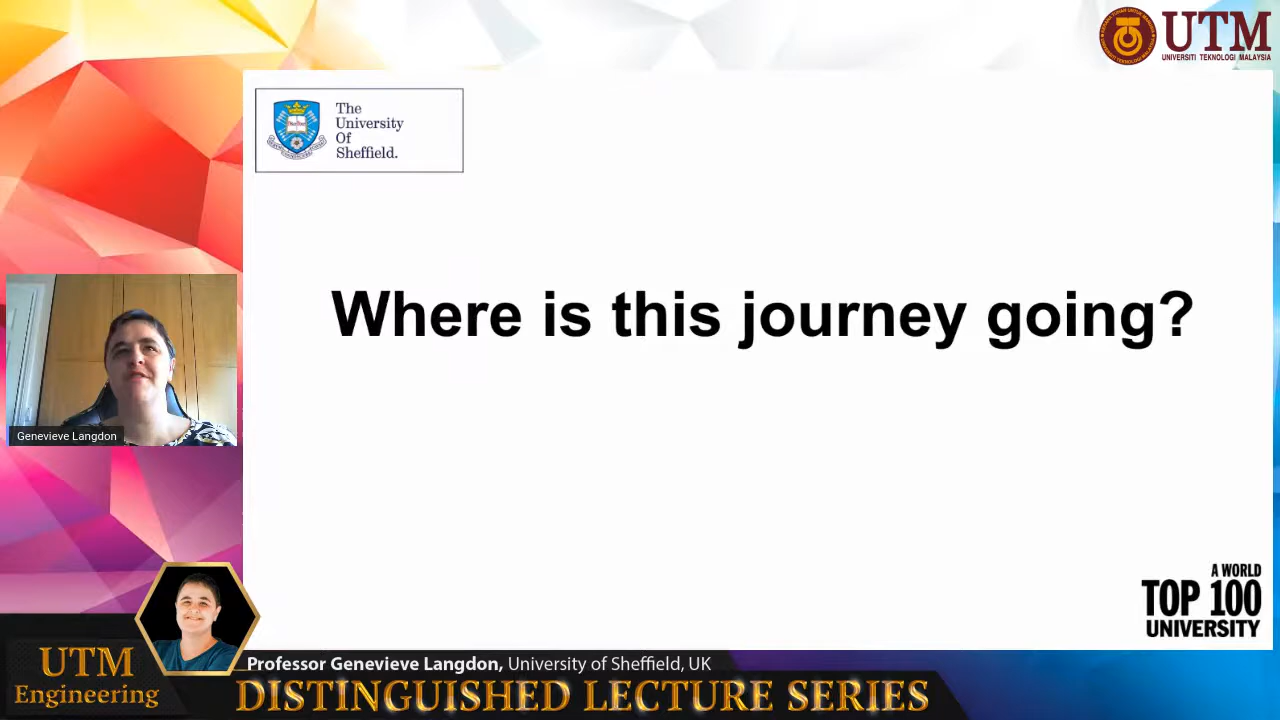 UTM
UNIVERSITI TEKNOLOGI MALAYSIA
The
University
Of
Sheffield.
Where is this journey going?
Genevieve Langdon
A WORLD
TOP 100
UNIVERSITY
Professor Genevieve Langdon, University of Sheffield, UK
UTM
Engineering
DISTINGUISHED LECTURE SERIES